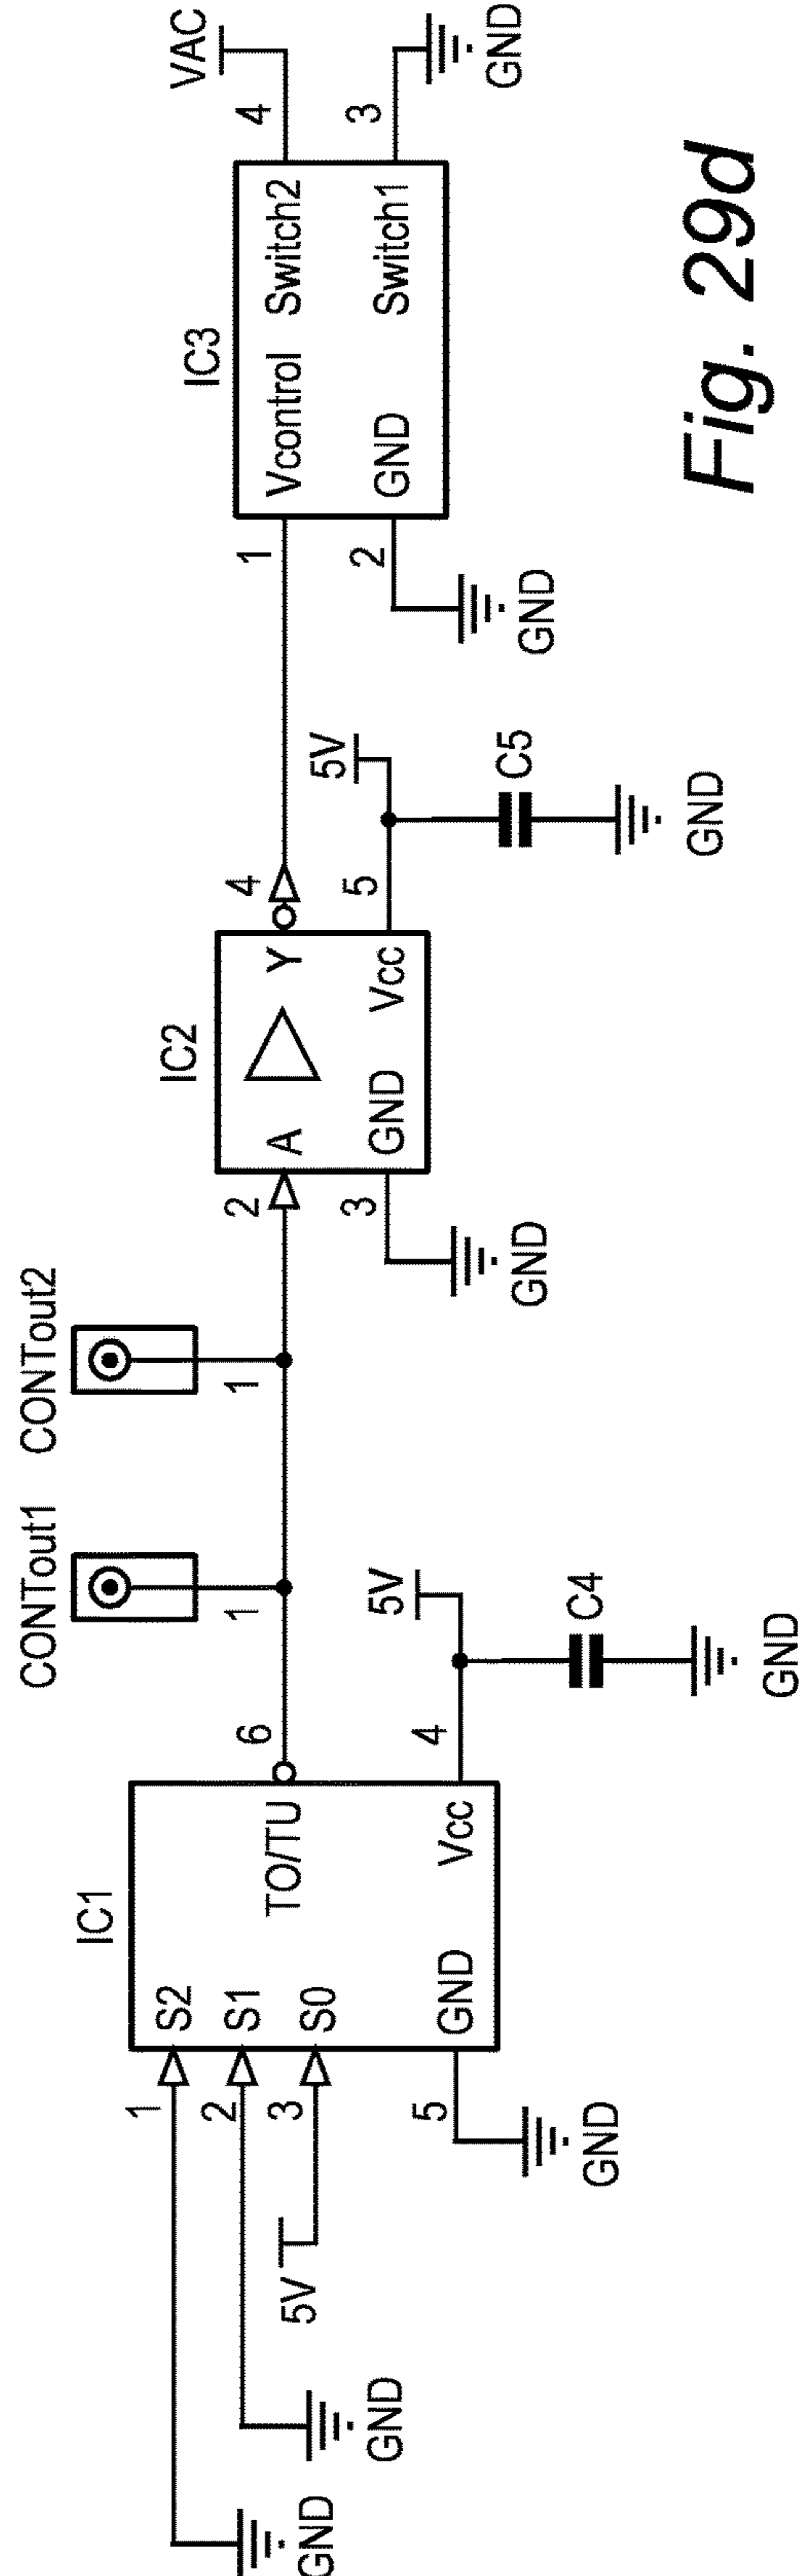 CONTout1
CONTout2
IC1
IC2
IC3
VAC
1
S2
2
S1
3
S0
5V
GND
GND
TO/TU
6
1
1
2
A
Y
4
1
Vcontrol
Switch2
4
5
GND
Vcc
4
5V
C4
GND
GND
3
GND
Vcc
5
5V
C5
GND
GND
2
GND
Switch1
3
GND
GND
Fig. 29d